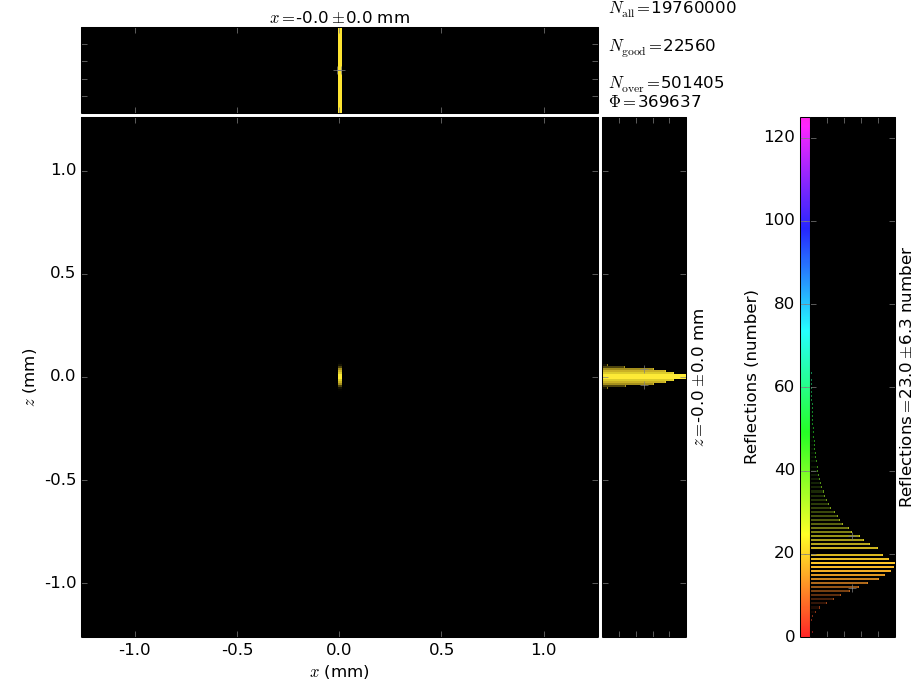 x=-0.0±0.0 mm
N_all=19760000
N_good=22560
N_over=501405
Φ=369637
1.0
0.5
0.0
-0.5
-1.0
z (mm)
-1.0 -0.5 0.0 0.5 1.0
x (mm)
z=-0.0±0.0 mm
Reflections (number)
120
100
80
60
40
20
0
Reflections=23.0±6.3 number